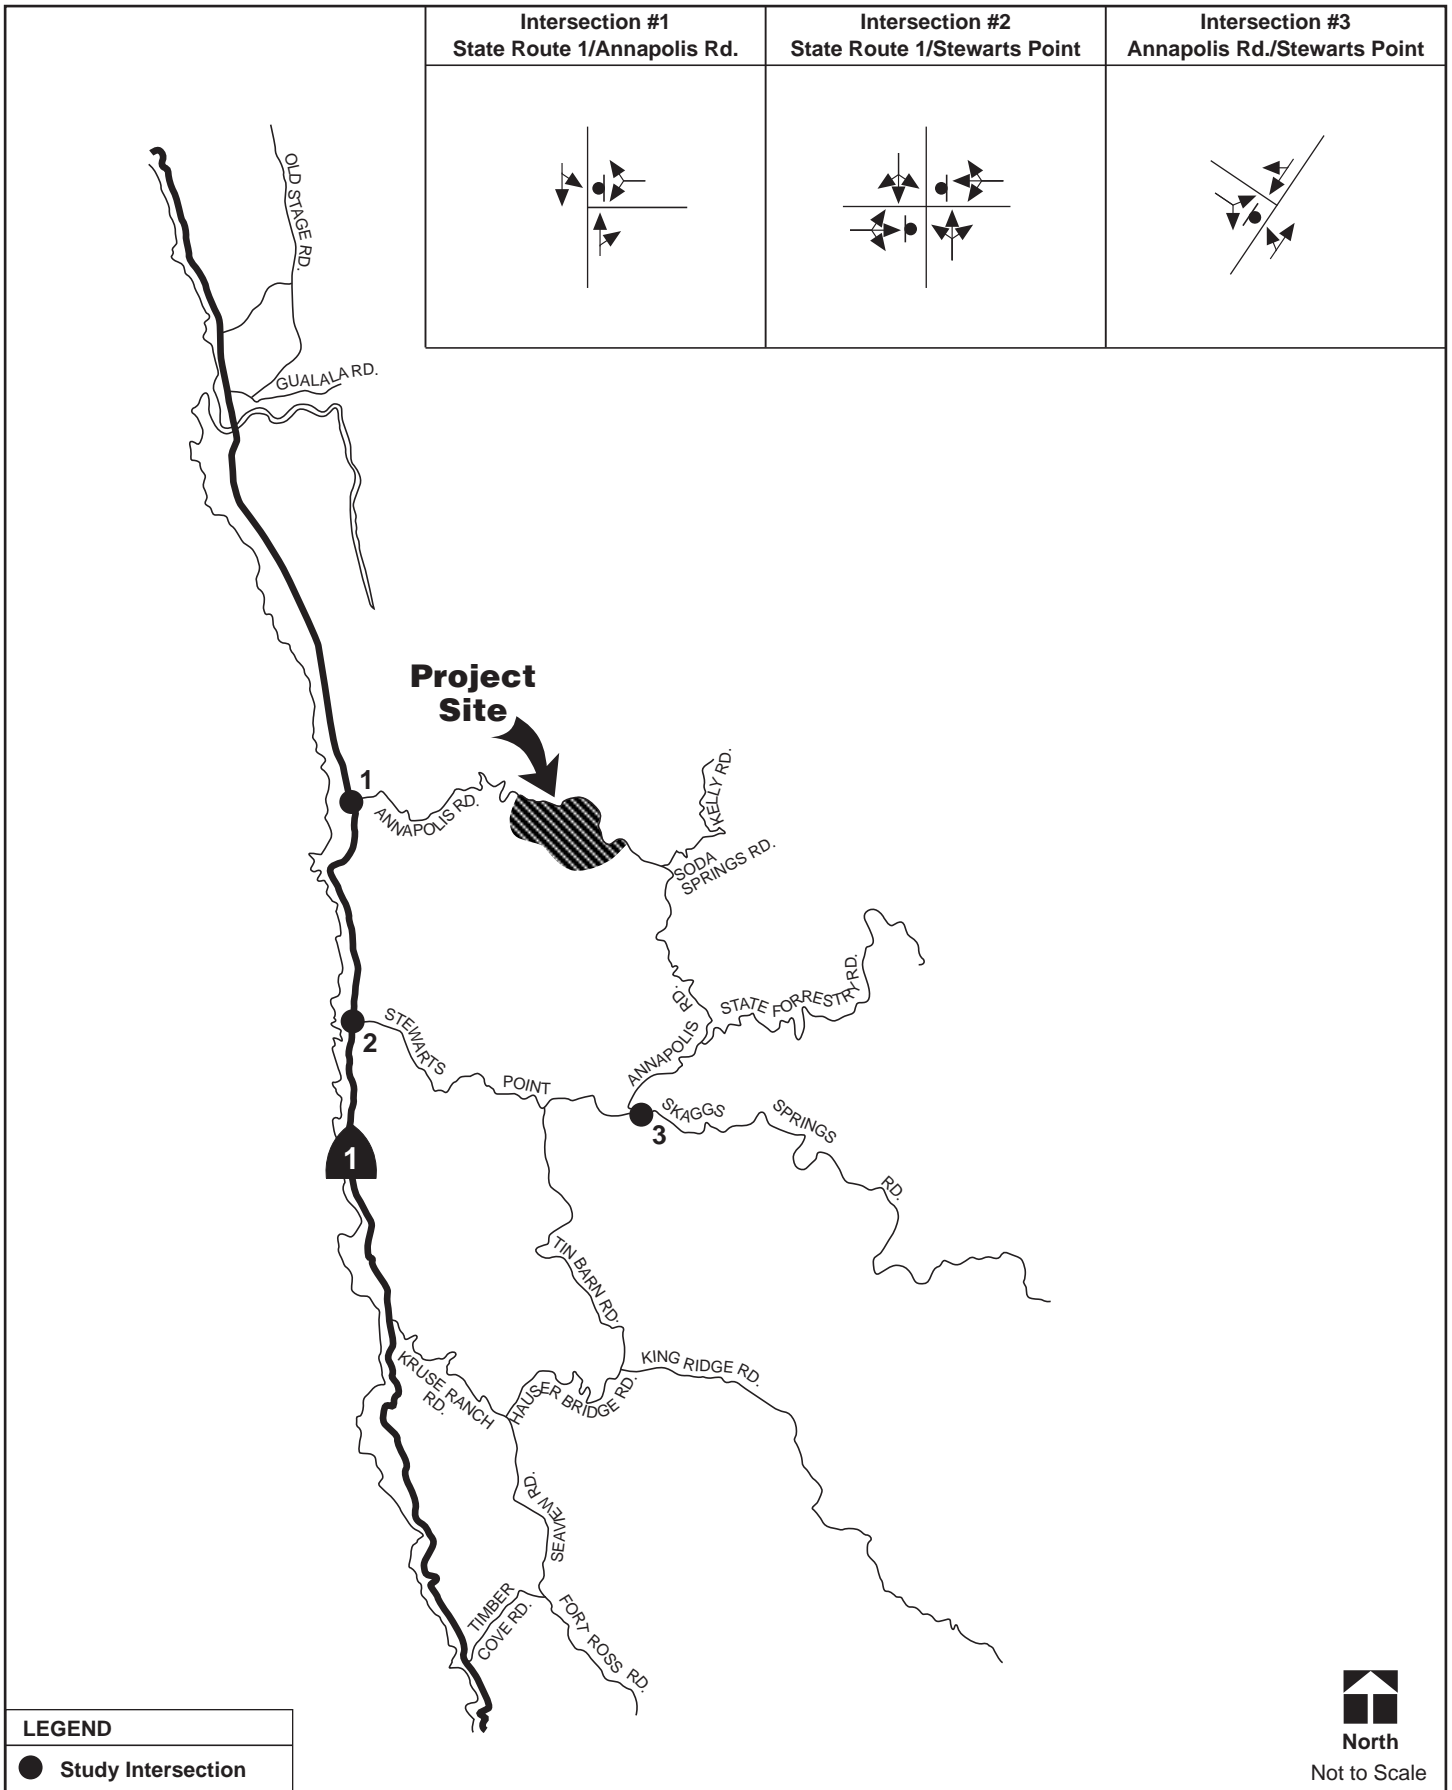 Intersection #1
State Route 1/Annapolis Rd.
Intersection #2
State Route 1/Stewarts Point
Intersection #3
Annapolis Rd./Stewarts Point
OLD STAGE RD.
GUALALA RD.
Project
Site
1
ANNAPOLIS RD.
KELLY RD.
SODA
SPRINGS RD.
STATE FORRESTRY RD.
ANNAPOLIS RD.
2
STEWARTS
POINT
3
SKAGGS
SPRINGS
RD.
1
TIN BARN RD.
KING RIDGE RD.
KRUSE RANCH
RD.
HAUSER BRIDGE RD.
SEAVIEW RD.
TIMBER
COVE RD.
FORT ROSS RD.
LEGEND
Study Intersection
North
Not to Scale